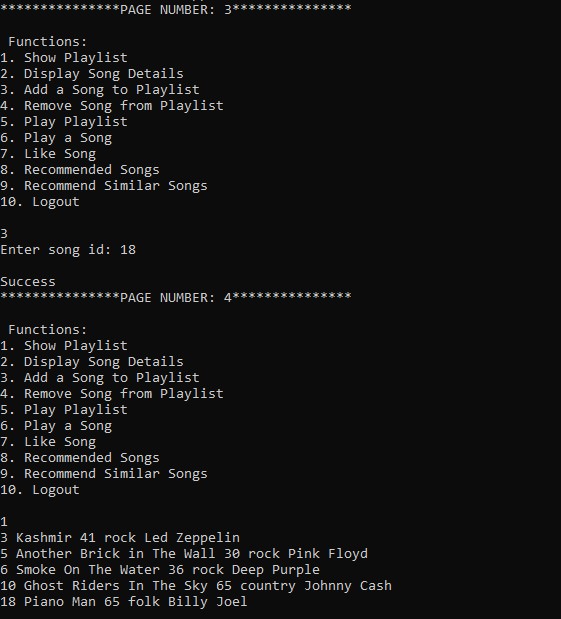 ***************PAGE NUMBER: 3***************
Functions:
1. Show Playlist
2. Display Song Details
3. Add a Song to Playlist
4. Remove Song from Playlist
5. Play Playlist
6. Play a Song
7. Like Song
8. Recommended Songs
9. Recommend Similar Songs
10. Logout
3
Enter song id: 18
Success
***************PAGE NUMBER: 4***************
Functions:
1. Show Playlist
2. Display Song Details
3. Add a Song to Playlist
4. Remove Song from Playlist
5. Play Playlist
6. Play a Song
7. Like Song
8. Recommended Songs
9. Recommend Similar Songs
10. Logout
1
3 Kashmir 41 rock Led Zeppelin
5 Another Brick in The Wall 30 rock Pink Floyd
6 Smoke On The Water 36 rock Deep Purple
10 Ghost Riders In The Sky 65 country Johnny Cash
18 Piano Man 65 folk Billy Joel